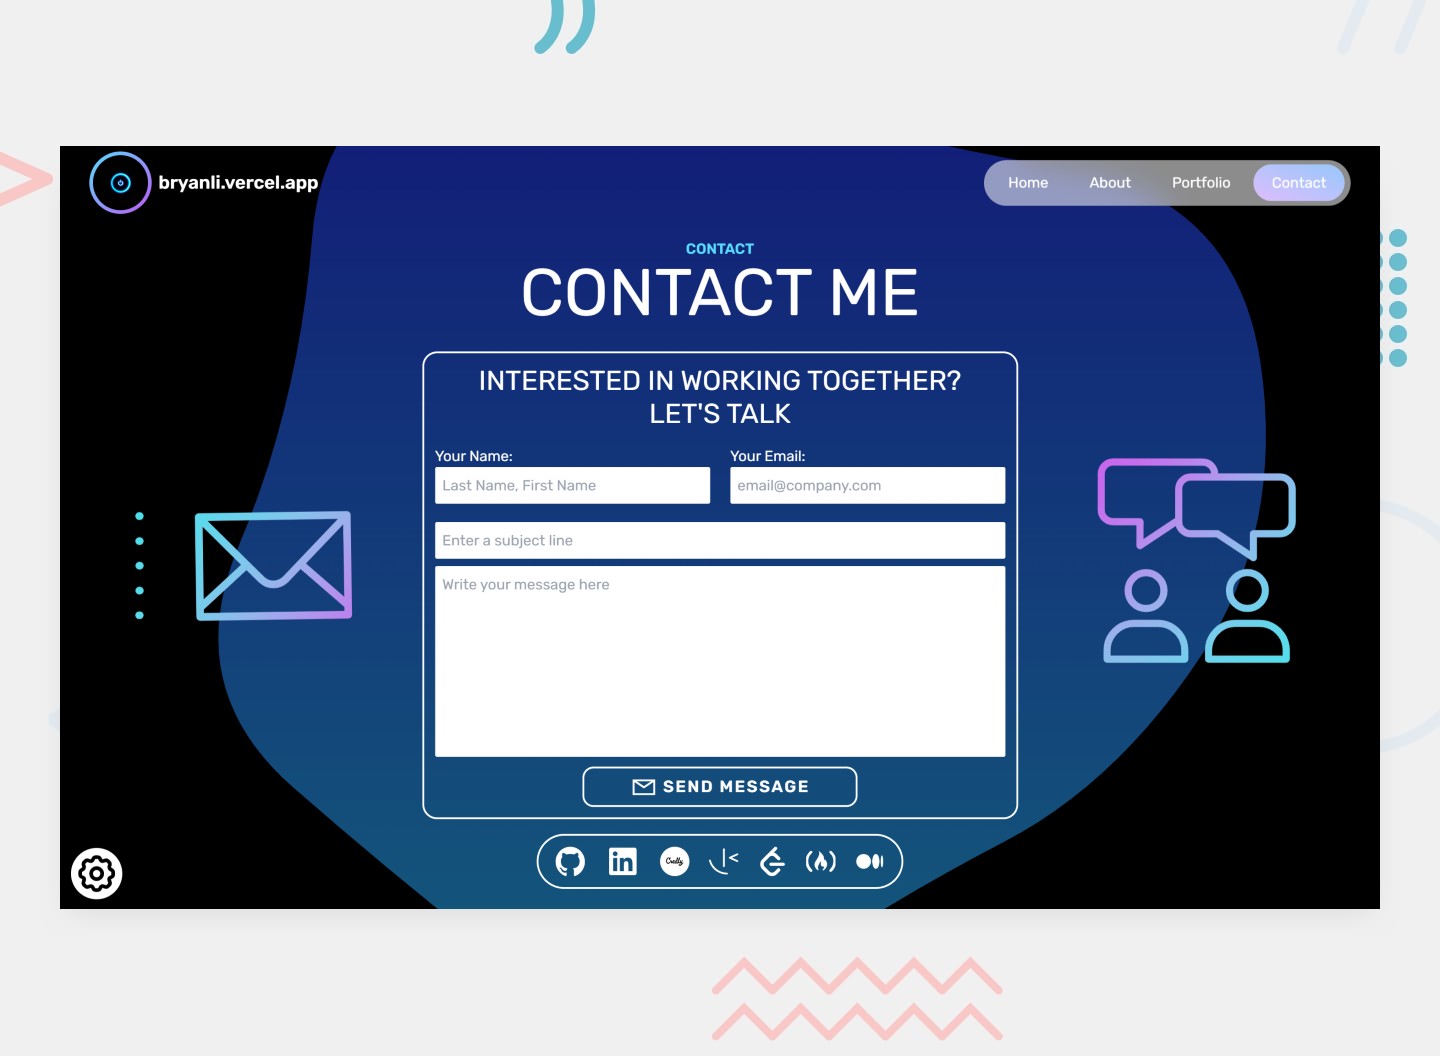 bryanli.vercel.app
Home About Portfolio Contact
CONTACT
CONTACT ME
INTERESTED IN WORKING TOGETHER?
LET'S TALK
Your Name: Your Email:
Last Name, First Name email@company.com
Enter a subject line
Write your message here
SEND MESSAGE
in Credly